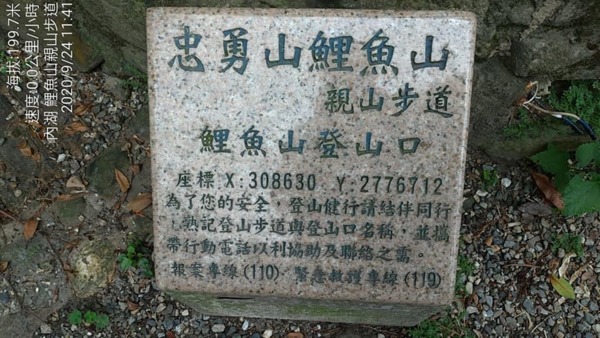 忠勇山鯉魚山
親山步道
鯉魚山登山口
座標 X:308630 Y:2776712
為了您的安全,登山健行請結伴同行
,熟記登山步道與登山口名稱,並攜
帶行動電話以利協助及聯絡之需。
報案專線(110) 緊急救護專線(119)
海拔:199.7米
速度:0.0公里/小時
內湖 鯉魚山親山步道
2020/9/24 11:41